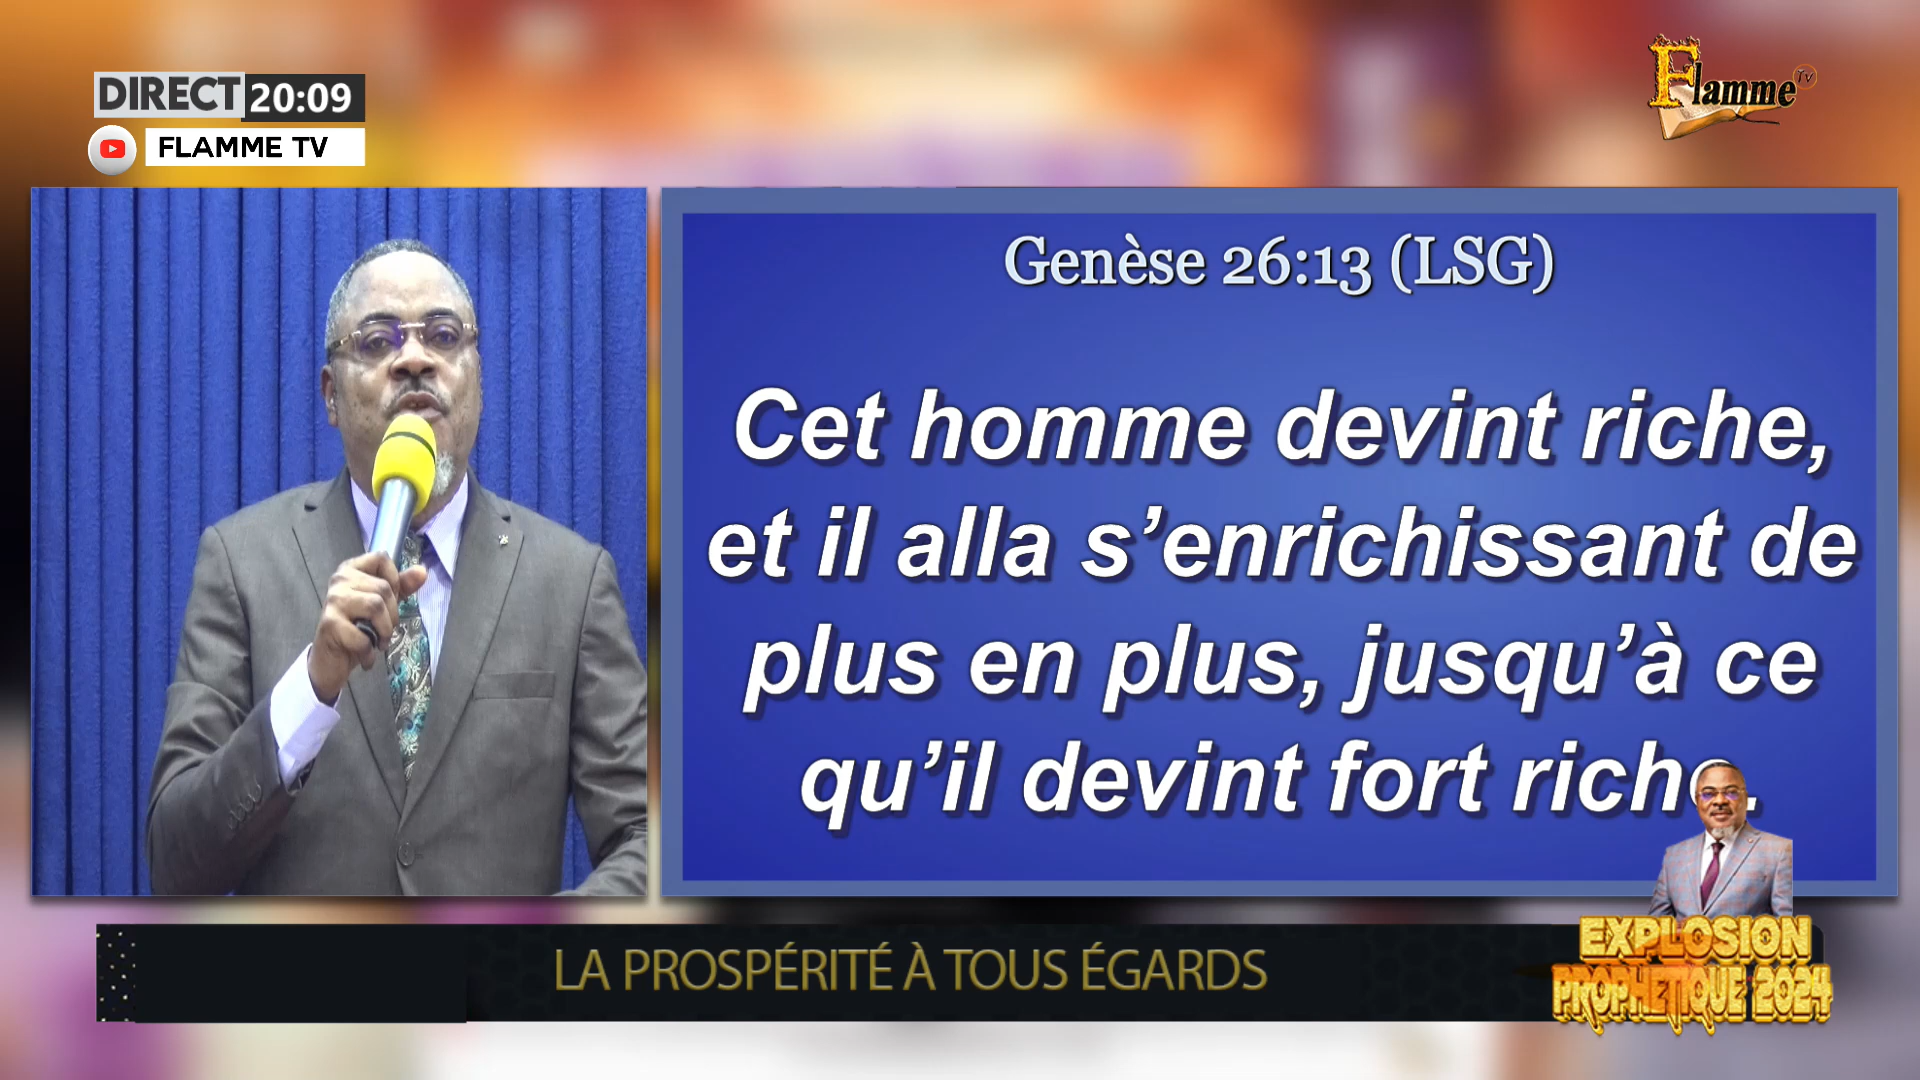 DIRECT 20:09
FLAMME TV
Flamme TV
Genèse 26:13 (LSG)
Cet homme devint riche,
et il alla s’enrichissant de
plus en plus, jusqu’à ce
qu’il devint fort riche.
LA PROSPÉRITÉ À TOUS ÉGARDS
EXPLOSION
PROPHETIQUE 2024